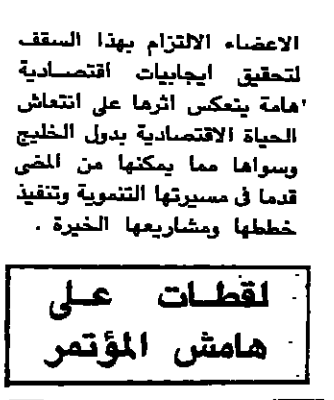 الاعضاء الالتزام بهذا السقف
لتحقيق ايجابيات اقتصادية
هامة ينعكس اثرها على انتعاش
الحياة الاقتصادية بدول الخليج
وسواها مما يمكنها من المضى
قدما فى مسيرتها التنموية وتنفيذ
خططها ومشاريعها الخيرة .
لقطات على
هامش المؤتمر